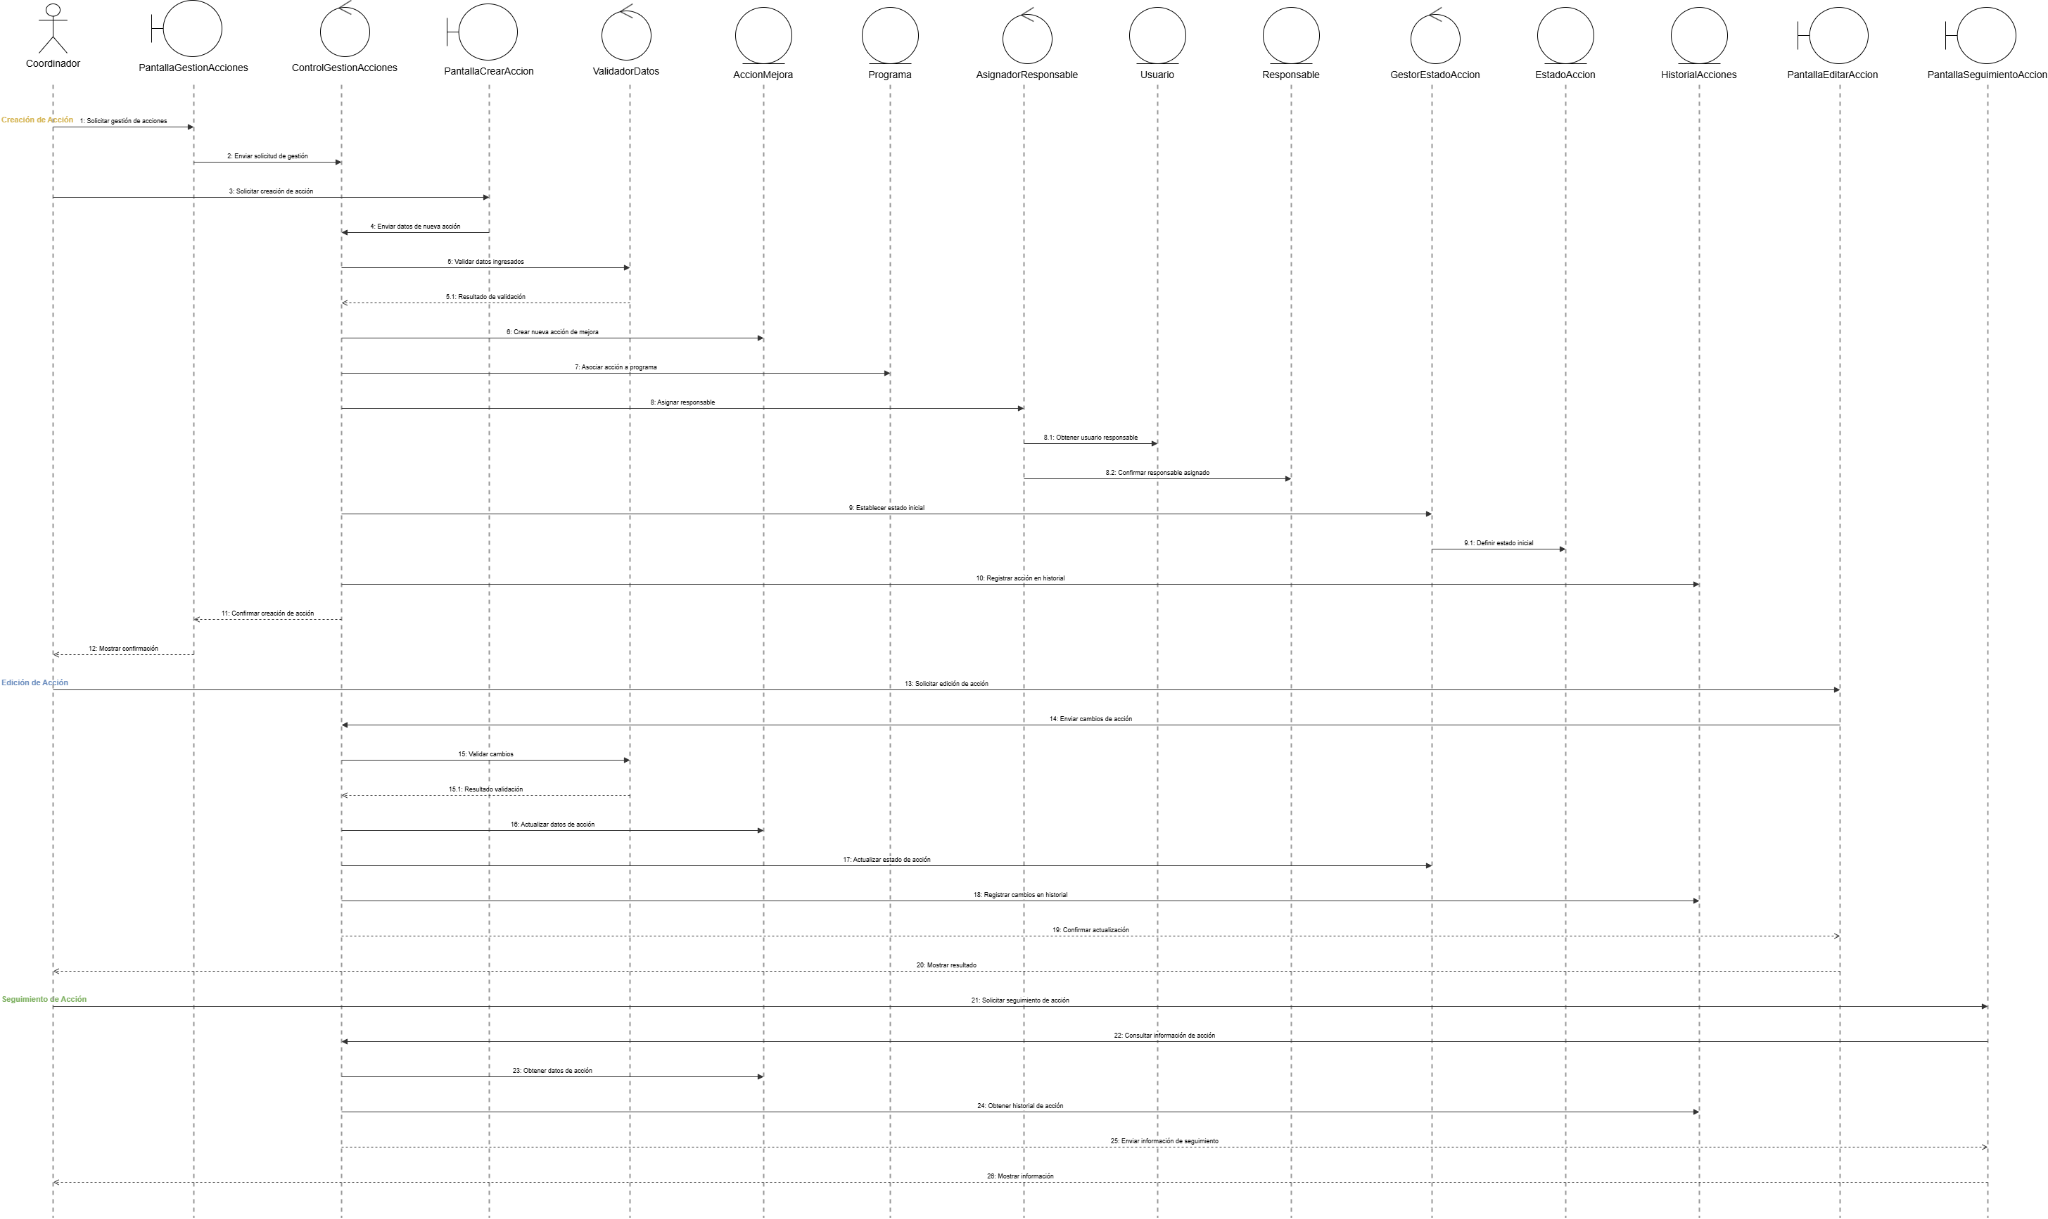 Coordinador
PantallaGestionAcciones
ControlGestionAcciones
PantallaCrearAccion
ValidadorDatos
AccionMejora
Programa
AsignadorResponsable
Usuario
Responsable
GestorEstadoAccion
EstadoAccion
HistorialAcciones
PantallaEditarAccion
PantallaSeguimientoAccion
Creación de Acción
1: Solicitar gestión de acciones
2: Enviar solicitud de gestión
3: Solicitar creación de acción
4: Enviar datos de nueva acción
5: Validar datos ingresados
5.1: Resultado de validación
6: Crear nueva acción de mejora
7: Asociar acción a programa
8: Asignar responsable
8.1: Obtener usuario responsable
8.2: Confirmar responsable asignado
9: Establecer estado inicial
9.1: Definir estado inicial
10: Registrar acción en historial
11: Confirmar creación de acción
12: Mostrar confirmación
Edición de Acción
13: Solicitar edición de acción
14: Enviar cambios de acción
15: Validar cambios
15.1: Resultado validación
16: Actualizar datos de acción
17: Actualizar estado de acción
18: Registrar cambios en historial
19: Confirmar actualización
20: Mostrar resultado
Seguimiento de Acción
21: Solicitar seguimiento de acción
22: Consultar información de acción
23: Obtener datos de acción
24: Obtener historial de acción
25: Enviar información de seguimiento
26: Mostrar información